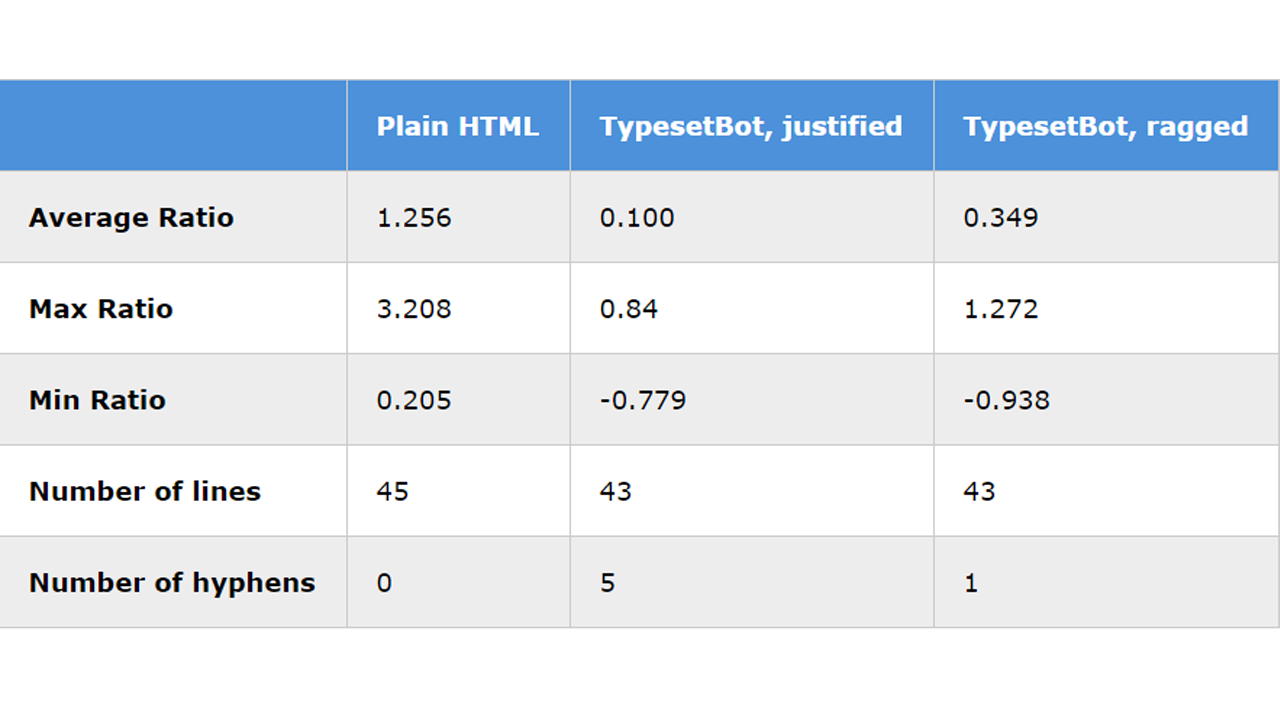 Plain HTML TypesetBot, justified TypesetBot, ragged
Average Ratio 1.256 0.100 0.349
Max Ratio 3.208 0.84 1.272
Min Ratio 0.205 -0.779 -0.938
Number of lines 45 43 43
Number of hyphens 0 5 1